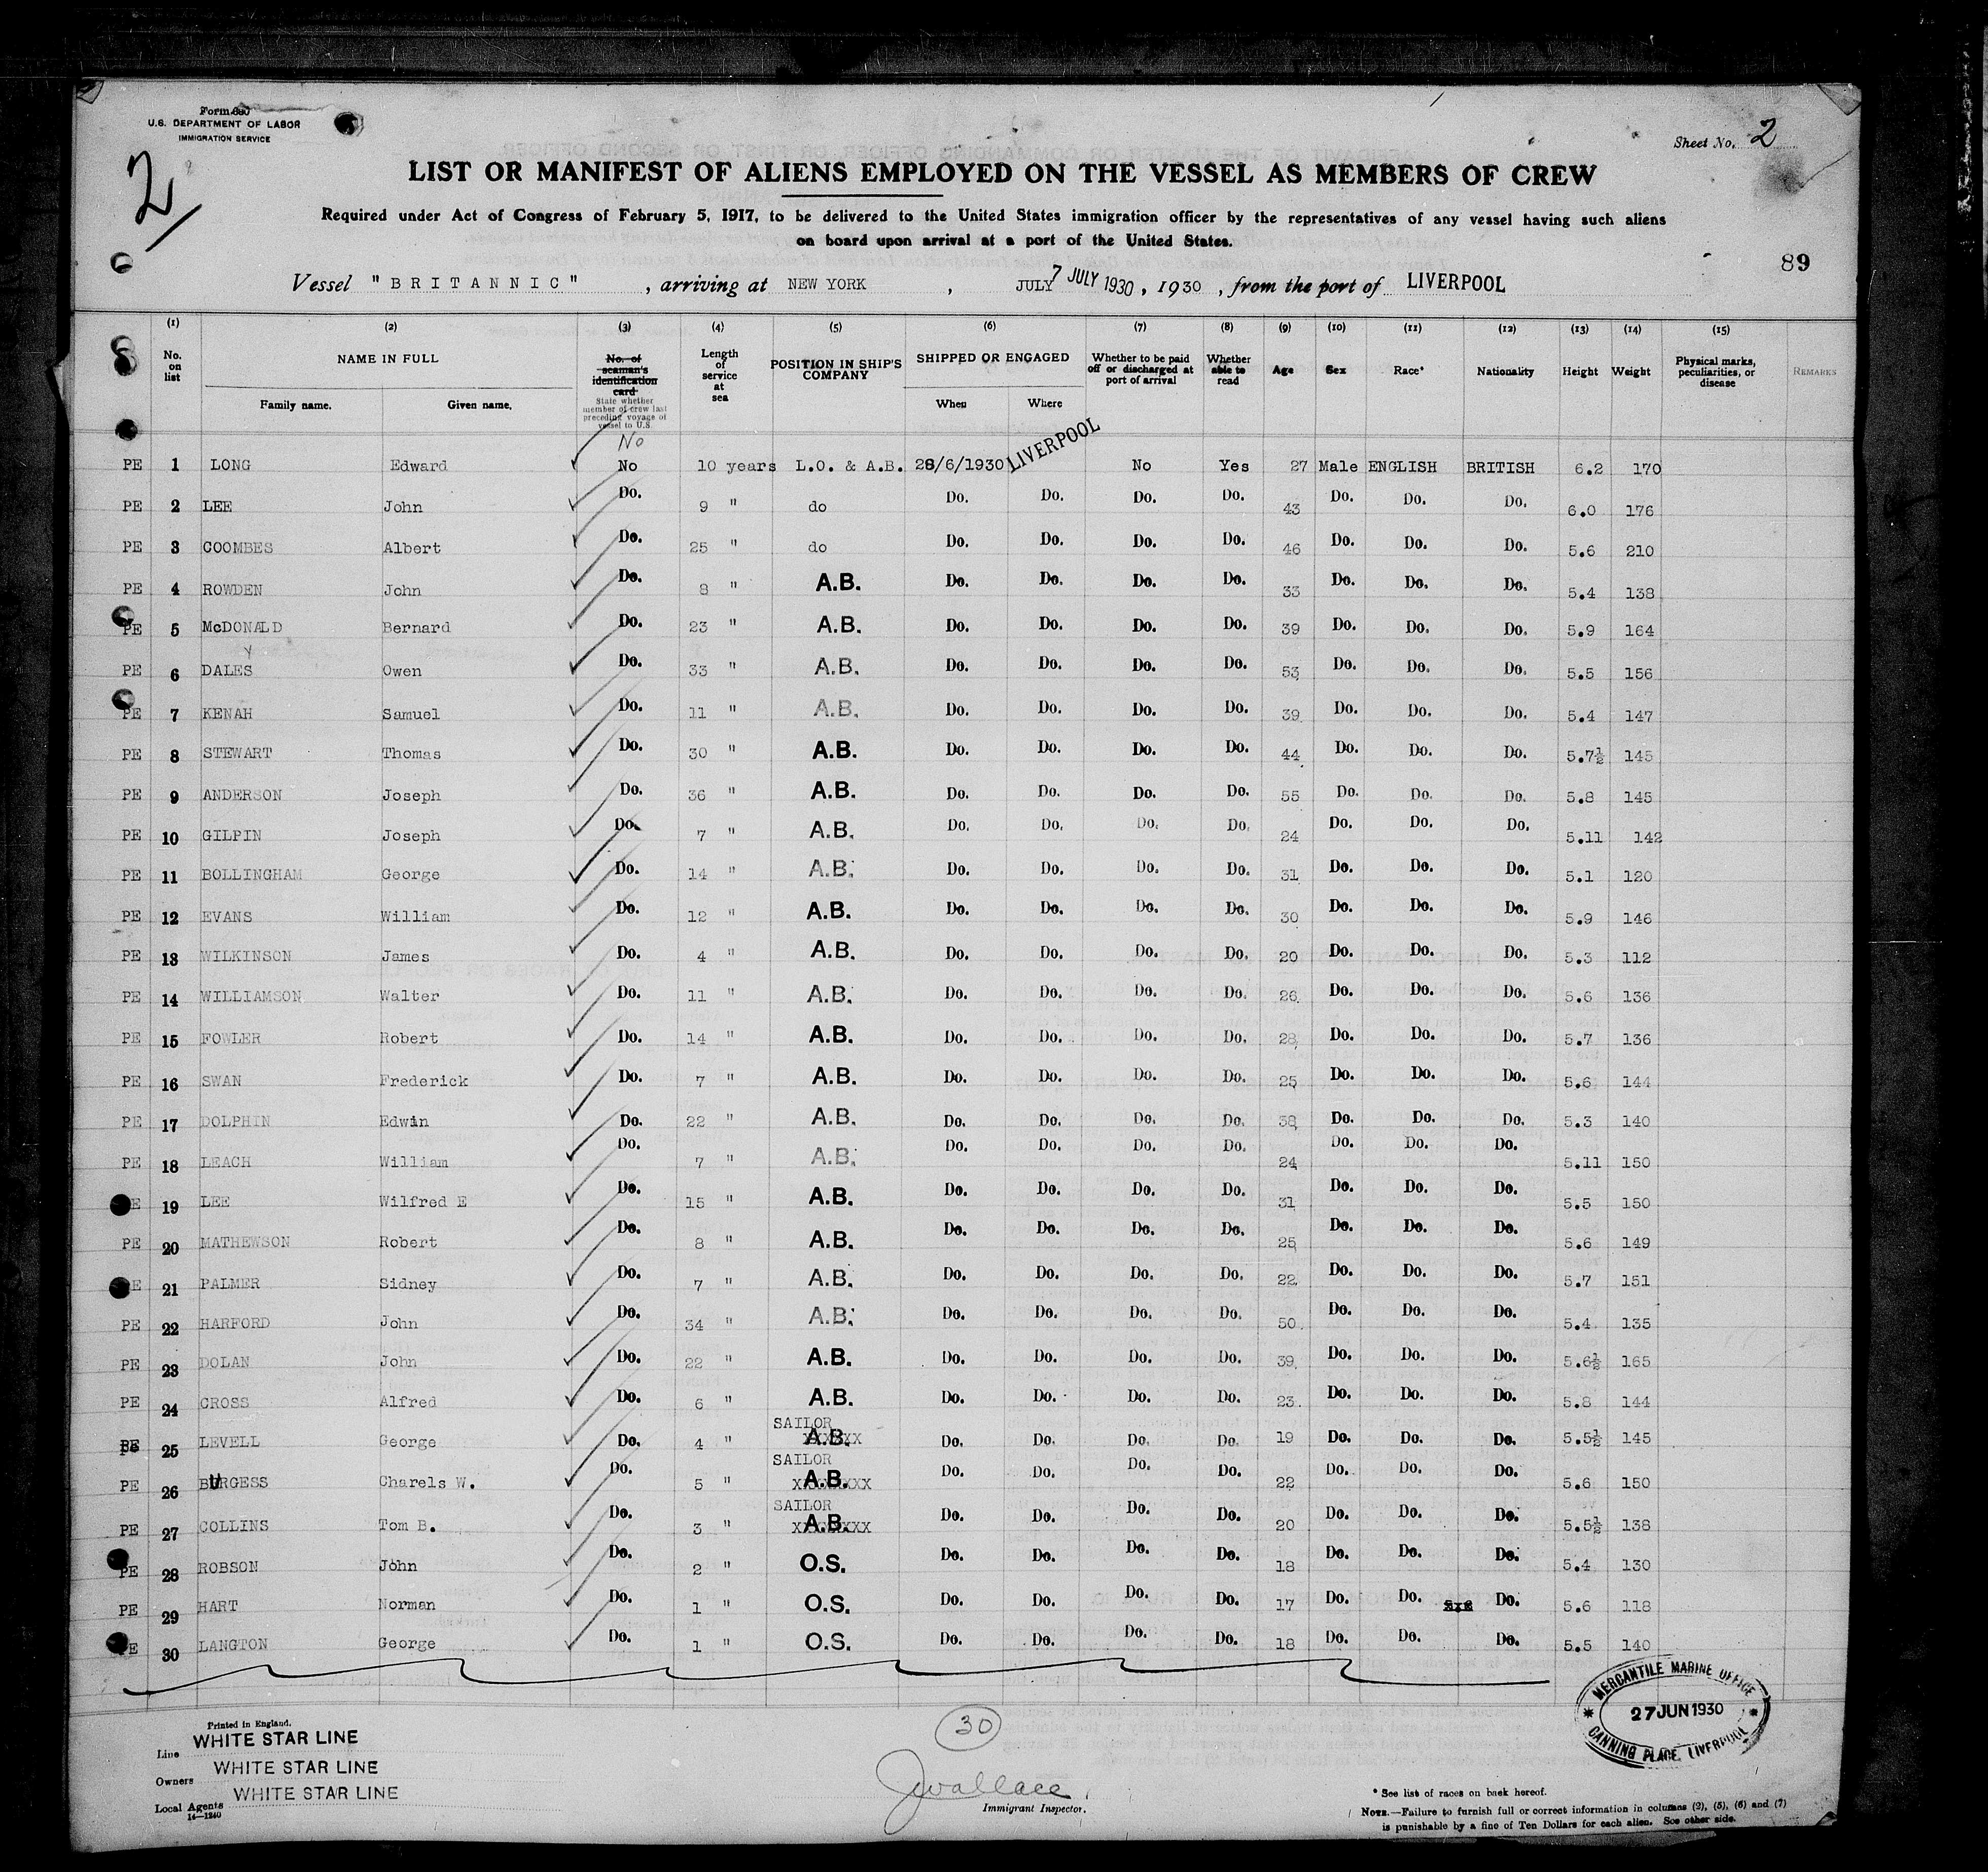 Form 680
U.S. DEPARTMENT OF LABOR
IMMIGRATION SERVICE
2
Sheet No. 2
LIST OR MANIFEST OF ALIENS EMPLOYED ON THE VESSEL AS MEMBERS OF CREW
Required under Act of Congress of February 5, 1917, to be delivered to the United States immigration officer by the representatives of any vessel having such aliens
on board upon arrival at a port of the United States.
89
Vessel "BRITANNIC", arriving at NEW YORK, JULY 7 JULY 1930, 1930, from the port of LIVERPOOL
(1) (2) (3) (4) (5) (6) (7) (8) (9) (10) (11) (12) (13) (14) (15)
No. on list NAME IN FULL Family name. Given name. No. of seaman's identification card State whether member of crew last preceding voyage of vessel to U.S. Length of service at sea POSITION IN SHIP'S COMPANY SHIPPED OR ENGAGED When Where Whether to be paid off or discharged at port of arrival Whether able to read Age Sex Race* Nationality Height Weight Physical marks, peculiarities, or disease REMARKS
No
PE 1 LONG Edward No 10 years L.O. & A.B. 28/6/1930 LIVERPOOL No Yes 27 Male ENGLISH BRITISH 6.2 170
PE 2 LEE John Do. 9 " do Do. Do. Do. Do. 43 Do. Do. Do. 6.0 176
PE 3 COOMBES Albert Do. 25 " do Do. Do. Do. Do. 46 Do. Do. Do. 5.6 210
PE 4 ROWDEN John Do. 8 " A.B. Do. Do. Do. Do. 33 Do. Do. Do. 5.4 138
PE 5 McDONALD Bernard Do. 23 " A.B. Do. Do. Do. Do. 39 Do. Do. Do. 5.9 164
PE 6 DALES Owen Do. 33 " A.B. Do. Do. Do. Do. 53 Do. Do. Do. 5.5 156
PE 7 KENAH Samuel Do. 11 " A.B. Do. Do. Do. Do. 39 Do. Do. Do. 5.4 147
PE 8 STEWART Thomas Do. 30 " A.B. Do. Do. Do. Do. 44 Do. Do. Do. 5.7½ 145
PE 9 ANDERSON Joseph Do. 36 " A.B. Do. Do. Do. Do. 55 Do. Do. Do. 5.8 145
PE 10 GILPIN Joseph Do. 7 " A.B. Do. Do. Do. Do. 24 Do. Do. Do. 5.11 142
PE 11 BOLLINGHAM George Do. 14 " A.B. Do. Do. Do. Do. 31 Do. Do. Do. 5.1 120
PE 12 EVANS William Do. 12 " A.B. Do. Do. Do. Do. 30 Do. Do. Do. 5.9 146
PE 13 WILKINSON James Do. 4 " A.B. Do. Do. Do. Do. 20 Do. Do. Do. 5.3 112
PE 14 WILLIAMSON Walter Do. 11 " A.B. Do. Do. Do. Do. 26 Do. Do. Do. 5.6 136
PE 15 FOWLER Robert Do. 14 " A.B. Do. Do. Do. Do. 28 Do. Do. Do. 5.7 136
PE 16 SWAN Frederick Do. 7 " A.B. Do. Do. Do. Do. 25 Do. Do. Do. 5.6 144
PE 17 DOLPHIN Edwin Do. 22 " A.B. Do. Do. Do. Do. 38 Do. Do. Do. 5.3 140
PE 18 LEACH William Do. 7 " A.B. Do. Do. Do. Do. 24 Do. Do. Do. 5.11 150
PE 19 LEE Wilfred E Do. 15 " A.B. Do. Do. Do. Do. 31 Do. Do. Do. 5.5 150
PE 20 MATHEWSON Robert Do. 8 " A.B. Do. Do. Do. Do. 25 Do. Do. Do. 5.6 149
PE 21 PALMER Sidney Do. 7 " A.B. Do. Do. Do. Do. 22 Do. Do. Do. 5.7 151
PE 22 HARFORD John Do. 34 " A.B. Do. Do. Do. Do. 50 Do. Do. Do. 5.4 135
PE 23 DOLAN John Do. 22 " A.B. Do. Do. Do. Do. 39 Do. Do. Do. 5.6½ 165
PE 24 CROSS Alfred Do. 6 " A.B. Do. Do. Do. Do. 23 Do. Do. Do. 5.8 144
PE 25 LEVELL George Do. 4 " SAILOR A.B. Do. Do. Do. Do. 19 Do. Do. Do. 5.5½ 145
PE 26 BURGESS Charels W. Do. 5 " SAILOR A.B. Do. Do. Do. Do. 22 Do. Do. Do. 5.6 150
PE 27 COLLINS Tom B. Do. 3 " SAILOR A.B. Do. Do. Do. Do. 20 Do. Do. Do. 5.5½ 138
PE 28 ROBSON John Do. 2 " O.S. Do. Do. Do. Do. 18 Do. Do. Do. 5.4 130
PE 29 HART Norman Do. 1 " O.S. Do. Do. Do. Do. 17 Do. Do. Do. 5.6 118
PE 30 LANGTON George Do. 1 " O.S. Do. Do. Do. Do. 18 Do. Do. Do. 5.5 140
MERCANTILE MARINE OFFICE
27 JUN 1930
CANNING PLACE, LIVERPOOL
Printed in England.
Line WHITE STAR LINE
Owners WHITE STAR LINE
Local Agents WHITE STAR LINE
14—1240
30
JWallace
Immigrant Inspector.
* See list of races on back hereof.
NOTE.—Failure to furnish full or correct information in columns (2), (5), (6) and (7)
is punishable by a fine of Ten Dollars for each alien. See other side.